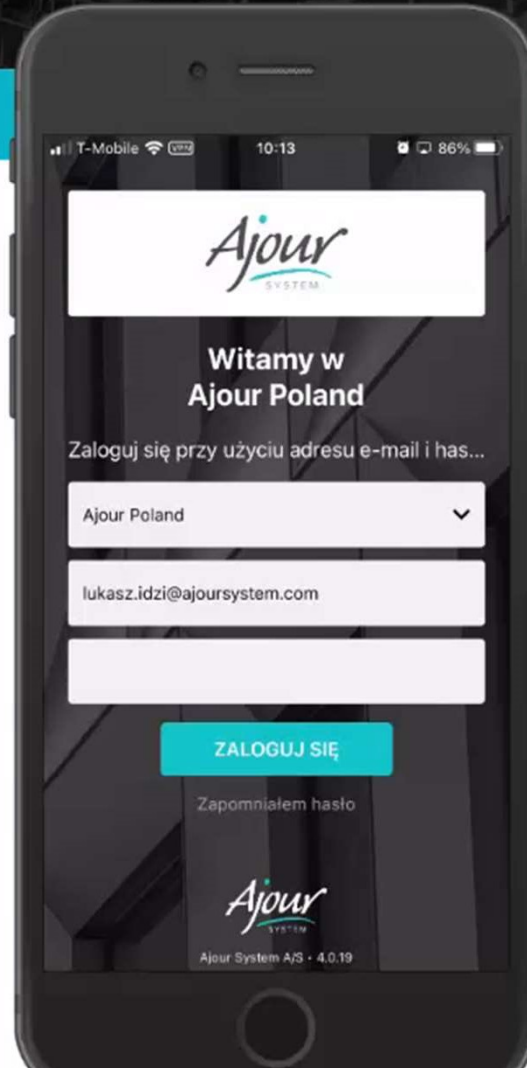 T-Mobile VPN 10:13 86%
Ajour
SYSTEM
Witamy w
Ajour Poland
Zaloguj się przy użyciu adresu e-mail i has...
Ajour Poland
lukasz.idzi@ajoursystem.com
ZALOGUJ SIĘ
Zapomniałem hasło
Ajour
SYSTEM
Ajour System A/S • 4.0.19